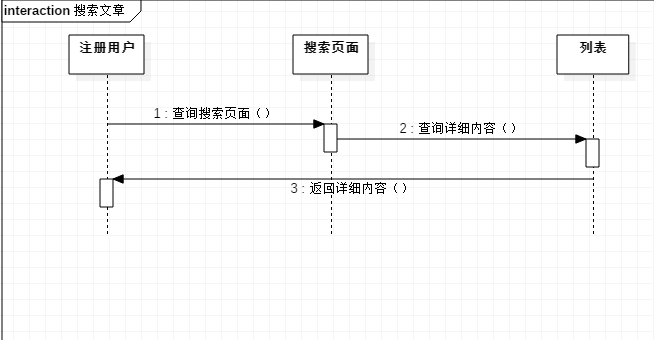 interaction 搜索文章
注册用户
搜索页面
列表
1 : 查询搜索页面（）
2 : 查询详细内容（）
3 : 返回详细内容（）